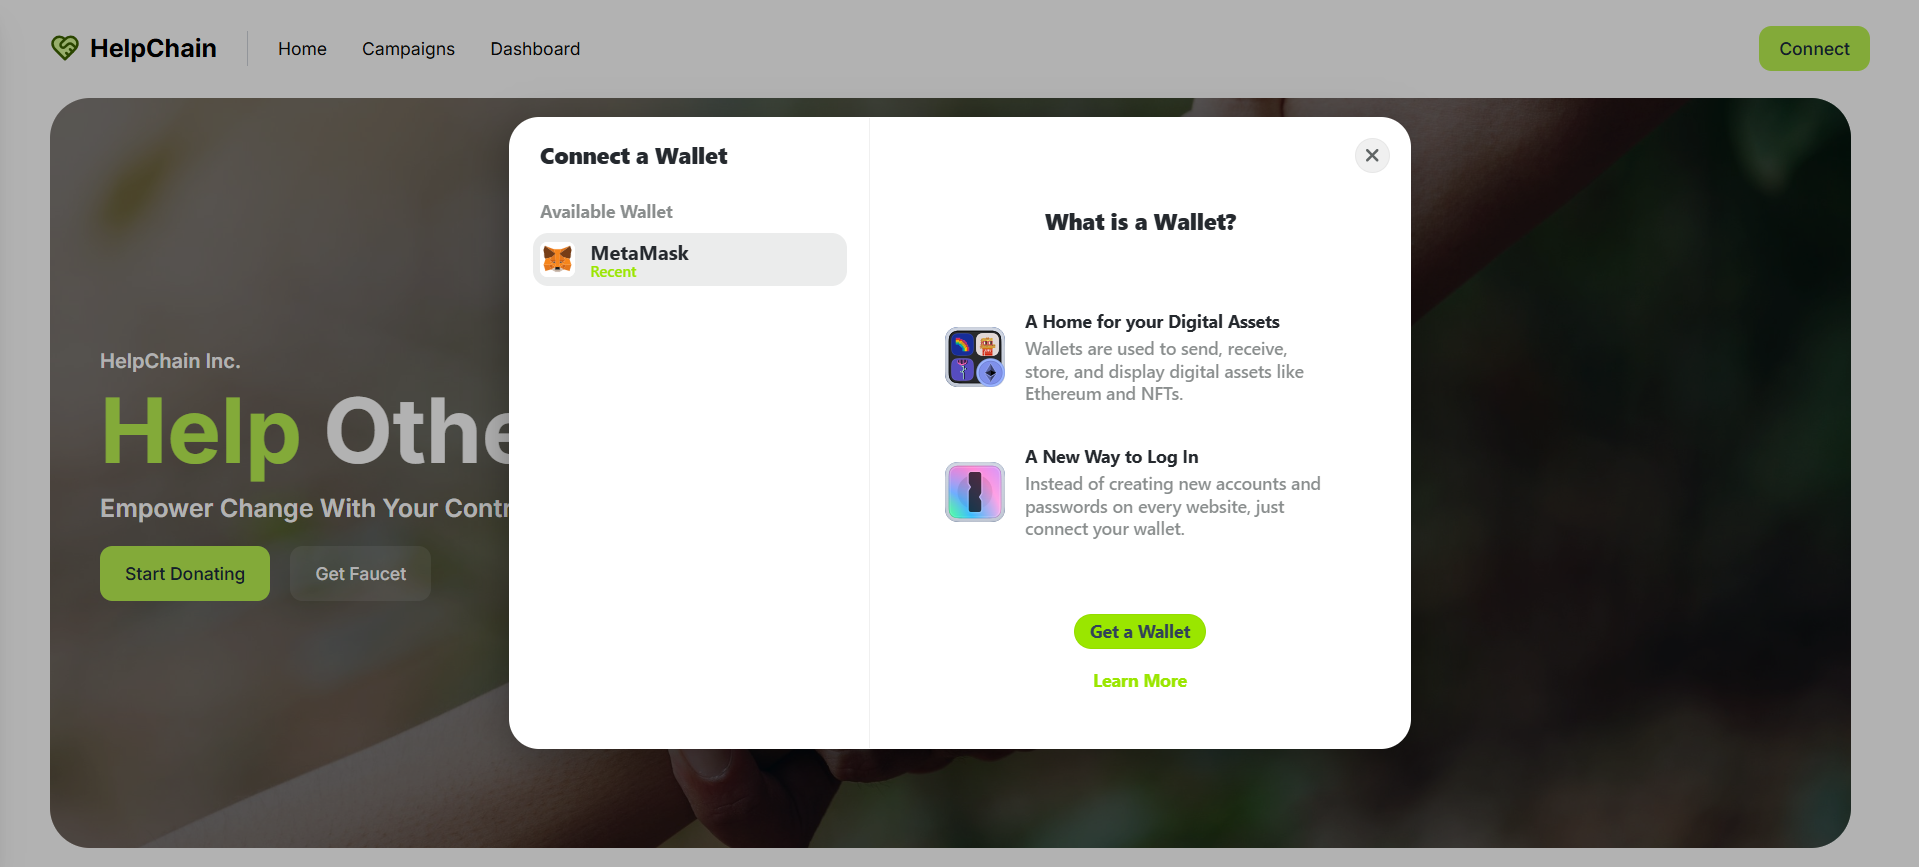 HelpChain
Home
Campaigns
Dashboard
Connect
HelpChain Inc.
Help Othe
Empower Change With Your Contr
Start Donating
Get Faucet
Connect a Wallet
Available Wallet
MetaMask
Recent
What is a Wallet?
A Home for your Digital Assets
Wallets are used to send, receive,
store, and display digital assets like
Ethereum and NFTs.
A New Way to Log In
Instead of creating new accounts and
passwords on every website, just
connect your wallet.
Get a Wallet
Learn More